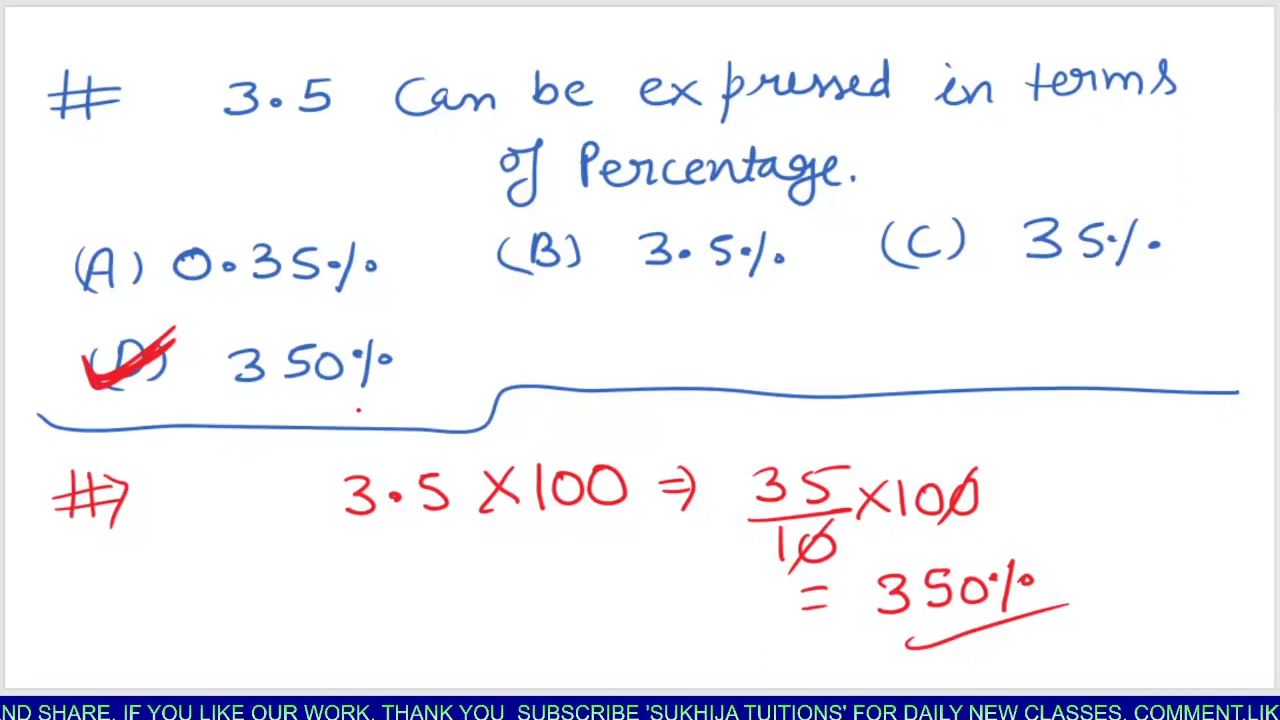 # 3.5 Can be expressed in terms
of Percentage.
(A) 0.35% (B) 3.5% (C) 35%
(D) 350%
#⇒ 3.5 × 100 ⇒ 35/10 × 100
= 350%
ND SHARE. IF YOU LIKE OUR WORK. THANK YOU SUBSCRIBE 'SUKHIJA TUITIONS' FOR DAILY NEW CLASSES. COMMENT.LIK